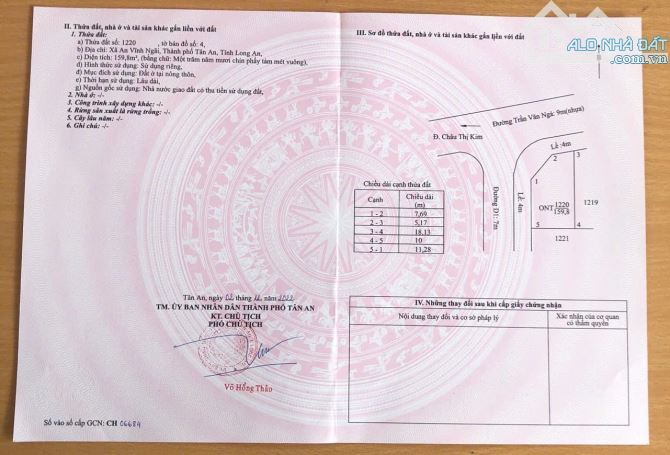 II. Thửa đất, nhà ở và tài sản khác gắn liền với đất
1. Thửa đất:
a) Thửa đất số: 1220 , tờ bản đồ số: 4,
b) Địa chỉ: Xã An Vĩnh Ngãi, Thành phố Tân An, Tỉnh Long An,
c) Diện tích: 159,8m², (bằng chữ: Một trăm năm mươi chín phẩy tám mét vuông),
d) Hình thức sử dụng: Sử dụng riêng,
đ) Mục đích sử dụng: Đất ở tại nông thôn,
e) Thời hạn sử dụng: Lâu dài,
g) Nguồn gốc sử dụng: Nhà nước giao đất có thu tiền sử dụng đất,
2. Nhà ở: -/-
3. Công trình xây dựng khác: -/-
4. Rừng sản xuất là rừng trồng: -/-
5. Cây lâu năm: -/-
6. Ghi chú: -/-
Tân An, ngày 02 tháng năm 2022
TM. ỦY BAN NHÂN DÂN THÀNH PHỐ TÂN AN
KT. CHỦ TỊCH
PHÓ CHỦ TỊCH
Võ Hồng Thảo
Số vào sổ cấp GCN: CH 06684
III. Sơ đồ thửa đất, nhà ở và tài sản khác gắn liền với đất
ALO NHÀ ĐẤT
.com.vn
Đường Trần Văn Ngà: 9m(nhựa)
Đ. Châu Thị Kim
Lề: 4m
2
3
1
Đường D1: 7m
Lề: 4m
ONT 1220
159,8
1219
5
4
1221
Chiều dài cạnh thửa đất
Cạnh Chiều dài (m)
1 - 2 7,69
2 - 3 5,17
3 - 4 18,13
4 - 5 10
5 - 1 11,28
IV. Những thay đổi sau khi cấp giấy chứng nhận
Nội dung thay đổi và cơ sở pháp lý
Xác nhận của cơ quan
có thẩm quyền